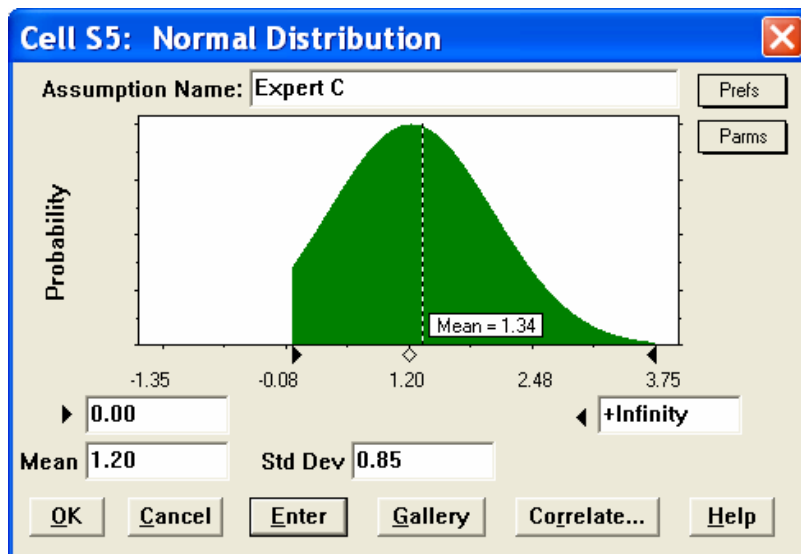 Cell S5: Normal Distribution
Assumption Name: Expert C
Prefs
Parms
Probability
Mean = 1.34
-1.35 -0.08 1.20 2.48 3.75
0.00 +Infinity
Mean 1.20 Std Dev 0.85
OK Cancel Enter Gallery Correlate... Help